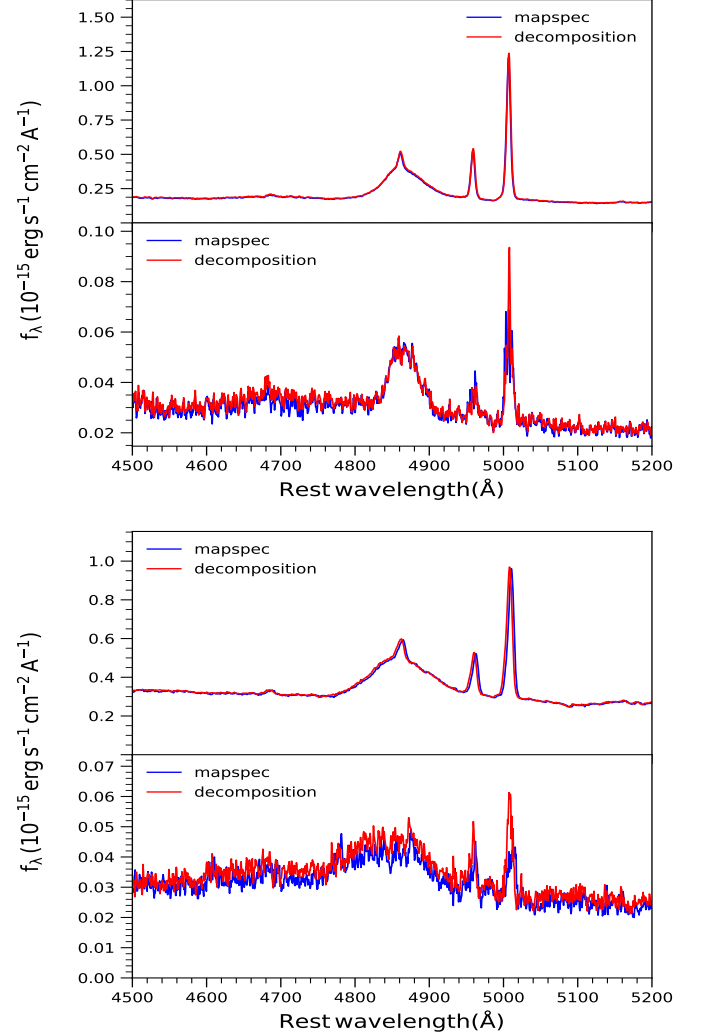 1.50
1.25
1.00
0.75
0.50
0.25
mapspec
decomposition
f_λ (10⁻¹⁵ erg s⁻¹ cm⁻² A⁻¹)
0.10
0.08
0.06
0.04
0.02
mapspec
decomposition
4500 4600 4700 4800 4900 5000 5100 5200
Rest wavelength(Å)
1.0
0.8
0.6
0.4
0.2
mapspec
decomposition
f_λ (10⁻¹⁵ erg s⁻¹ cm⁻² A⁻¹)
0.07
0.06
0.05
0.04
0.03
0.02
0.01
0.00
mapspec
decomposition
4500 4600 4700 4800 4900 5000 5100 5200
Rest wavelength(Å)